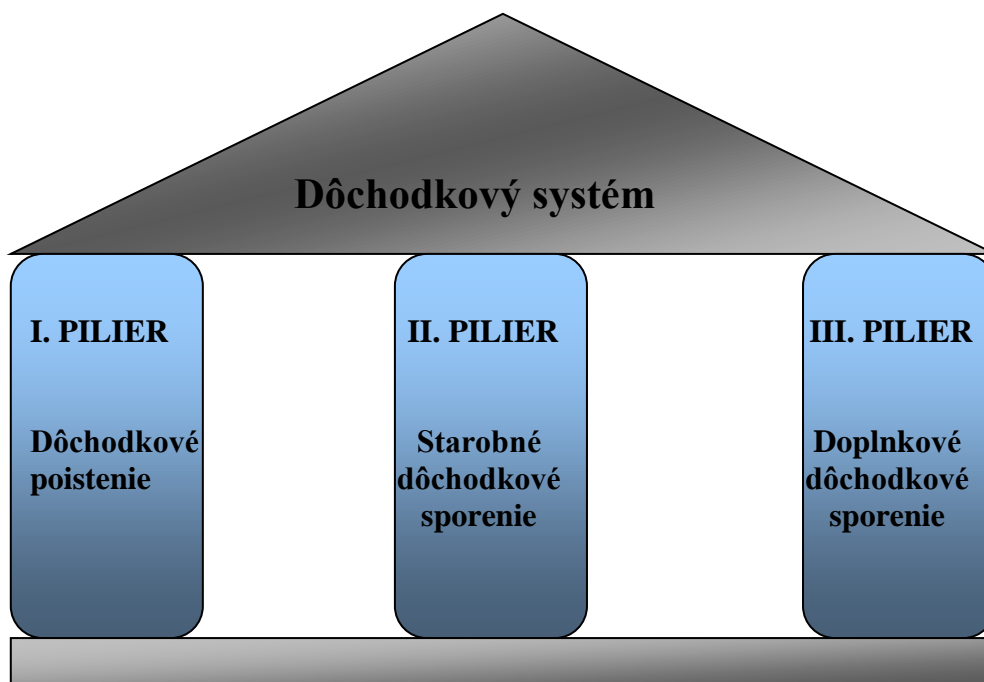 Dôchodkový systém
I. PILIER
Dôchodkové
poistenie
II. PILIER
Starobné
dôchodkové
sporenie
III. PILIER
Doplnkové
dôchodkové
sporenie